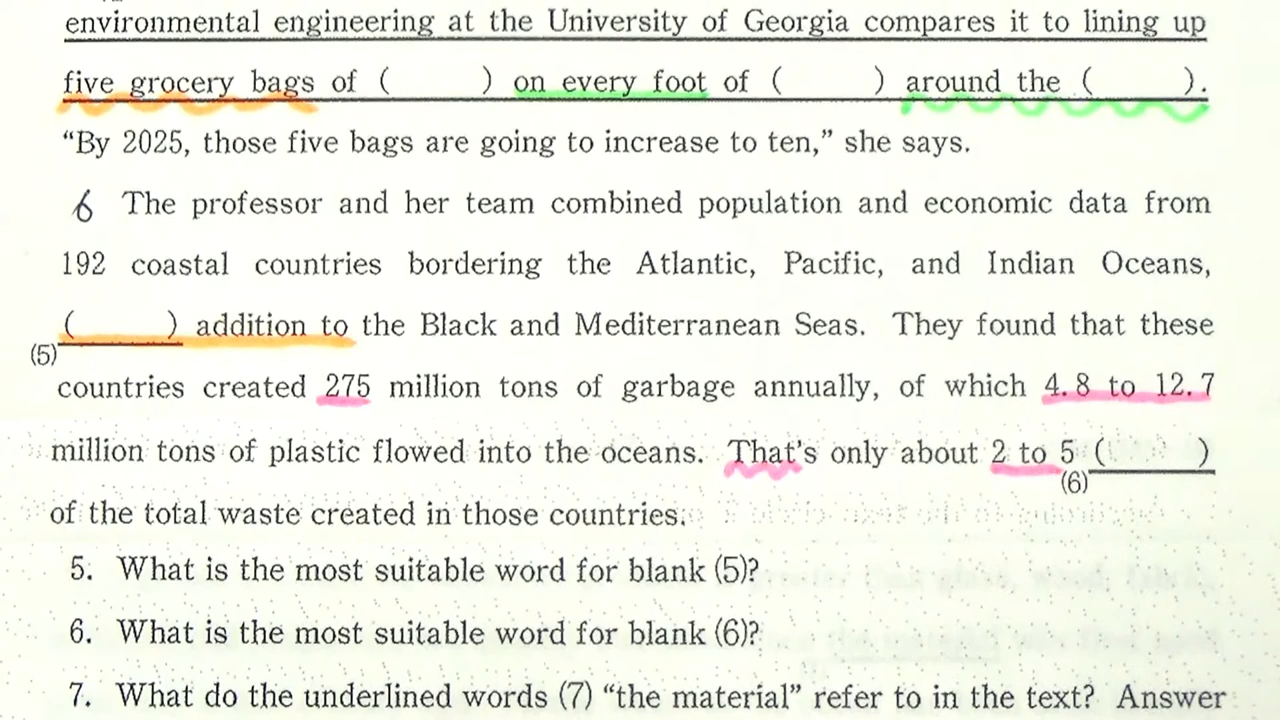 environmental engineering at the University of Georgia compares it to lining up
five grocery bags of (        ) on every foot of (        ) around the (        ).
“By 2025, those five bags are going to increase to ten,” she says.
6 The professor and her team combined population and economic data from
192 coastal countries bordering the Atlantic, Pacific, and Indian Oceans,
(        ) addition to the Black and Mediterranean Seas. They found that these
(5)
countries created 275 million tons of garbage annually, of which 4.8 to 12.7
million tons of plastic flowed into the oceans. That's only about 2 to 5 (        )
(6)
of the total waste created in those countries.
5. What is the most suitable word for blank (5)?
6. What is the most suitable word for blank (6)?
7. What do the underlined words (7) “the material” refer to in the text? Answer